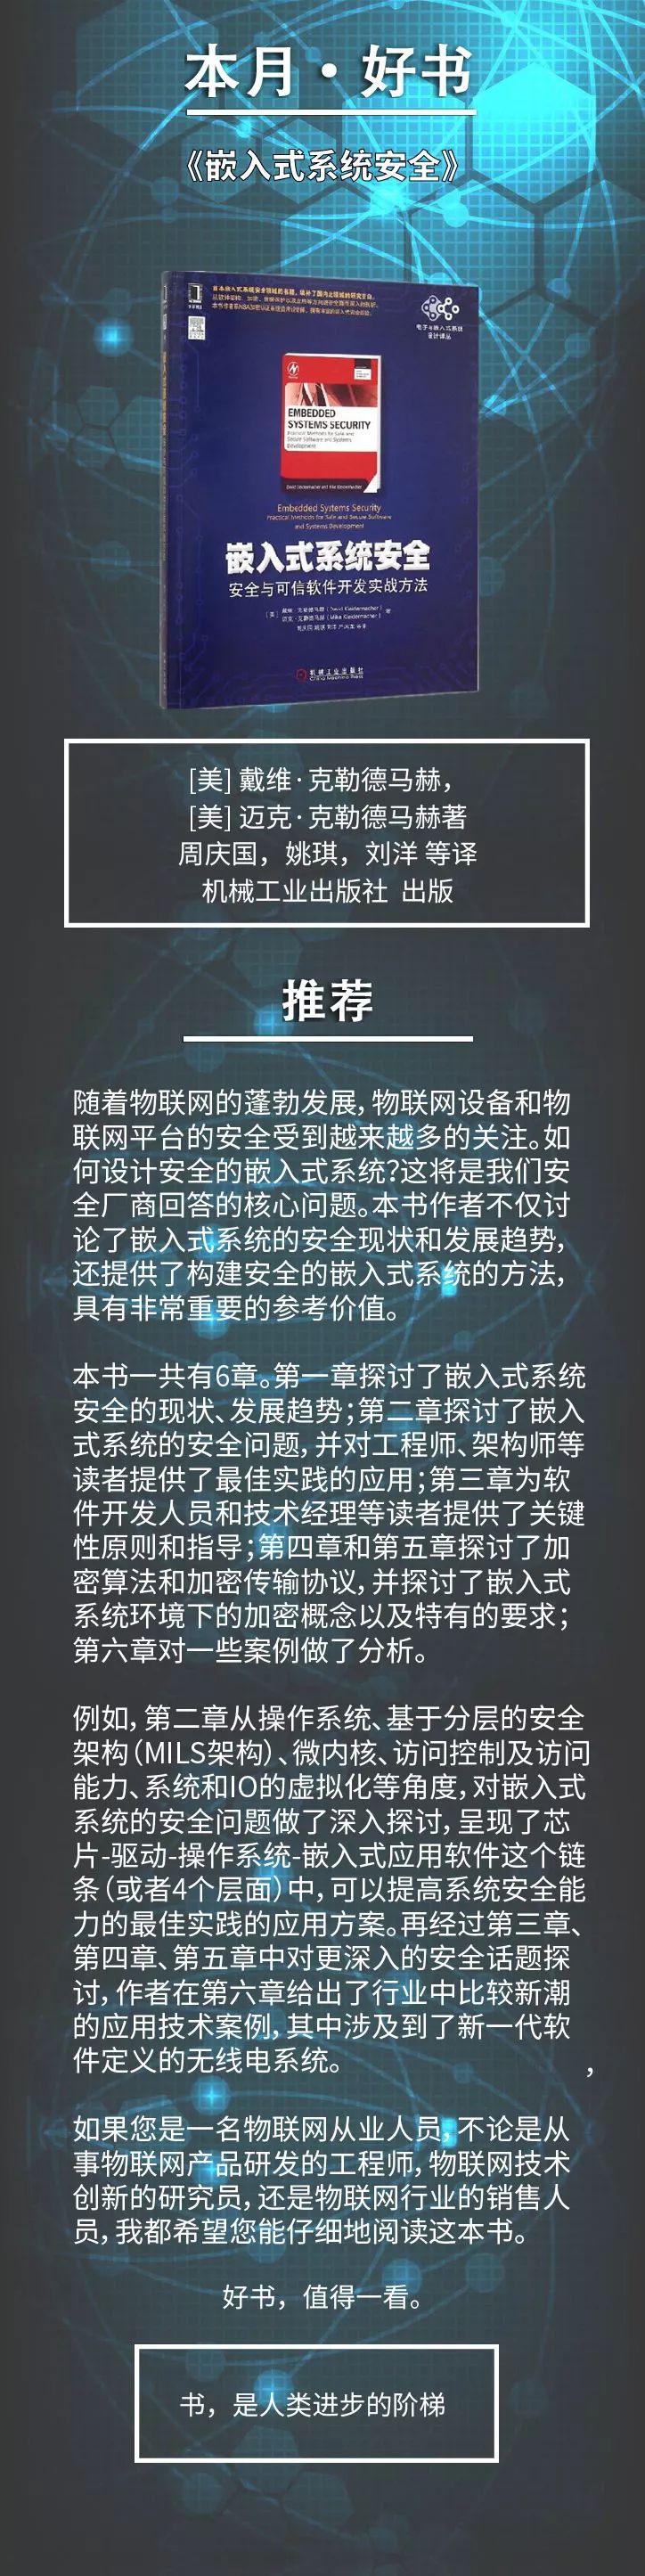 本月·好书
《嵌入式系统安全》
电子与嵌入式系统
设计译丛
EMBEDDED
SYSTEMS SECURITY
Practical Methods for Safe and
Secure Software and Systems
Development
David Kleidermacher and Mike Kleidermacher
Embedded Systems Security
Practical Methods for Safe and Secure Software
and Systems Development
嵌入式系统安全
安全与可信软件开发实战方法
机械工业出版社
China Machine Press
[美] 戴维·克勒德马赫，
[美] 迈克·克勒德马赫著
周庆国，姚琪，刘洋 等译
机械工业出版社 出版
推荐
随着物联网的蓬勃发展，物联网设备和物
联网平台的安全受到越来越多的关注。如
何设计安全的嵌入式系统？这将是我们安
全厂商回答的核心问题。本书作者不仅讨
论了嵌入式系统的安全现状和发展趋势，
还提供了构建安全的嵌入式系统的方法，
具有非常重要的参考价值。
本书一共有6章。第一章探讨了嵌入式系统
安全的现状、发展趋势；第二章探讨了嵌入
式系统的安全问题，并对工程师、架构师等
读者提供了最佳实践的应用；第三章为软
件开发人员和技术经理等读者提供了关键
性原则和指导；第四章和第五章探讨了加
密算法和加密传输协议，并探讨了嵌入式
系统环境下的加密概念以及特有的要求；
第六章对一些案例做了分析。
例如，第二章从操作系统、基于分层的安全
架构（MILS架构）、微内核、访问控制及访问
能力、系统和IO的虚拟化等角度，对嵌入式
系统的安全问题做了深入探讨，呈现了芯
片-驱动-操作系统-嵌入式应用软件这个链
条（或者4个层面）中，可以提高系统安全能
力的最佳实践的应用方案。再经过第三章、
第四章、第五章中对更深入的安全话题探
讨，作者在第六章给出了行业中比较新潮
的应用技术案例，其中涉及到了新一代软
件定义的无线电系统。
，
如果您是一名物联网从业人员，不论是从
事物联网产品研发的工程师，物联网技术
创新的研究员，还是物联网行业的销售人
员，我都希望您能仔细地阅读这本书。
好书，值得一看。
书，是人类进步的阶梯